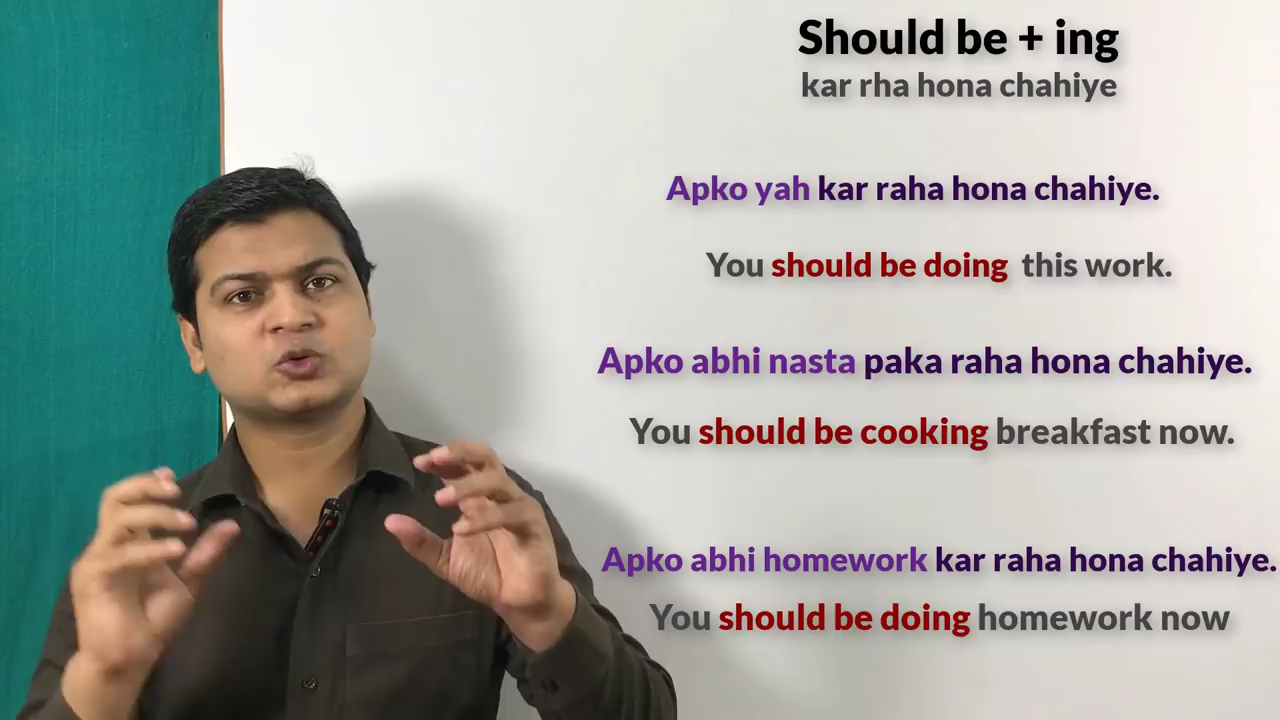 Should be + ing
kar rha hona chahiye
Apko yah kar raha hona chahiye.
You should be doing this work.
Apko abhi nasta paka raha hona chahiye.
You should be cooking breakfast now.
Apko abhi homework kar raha hona chahiye.
You should be doing homework now